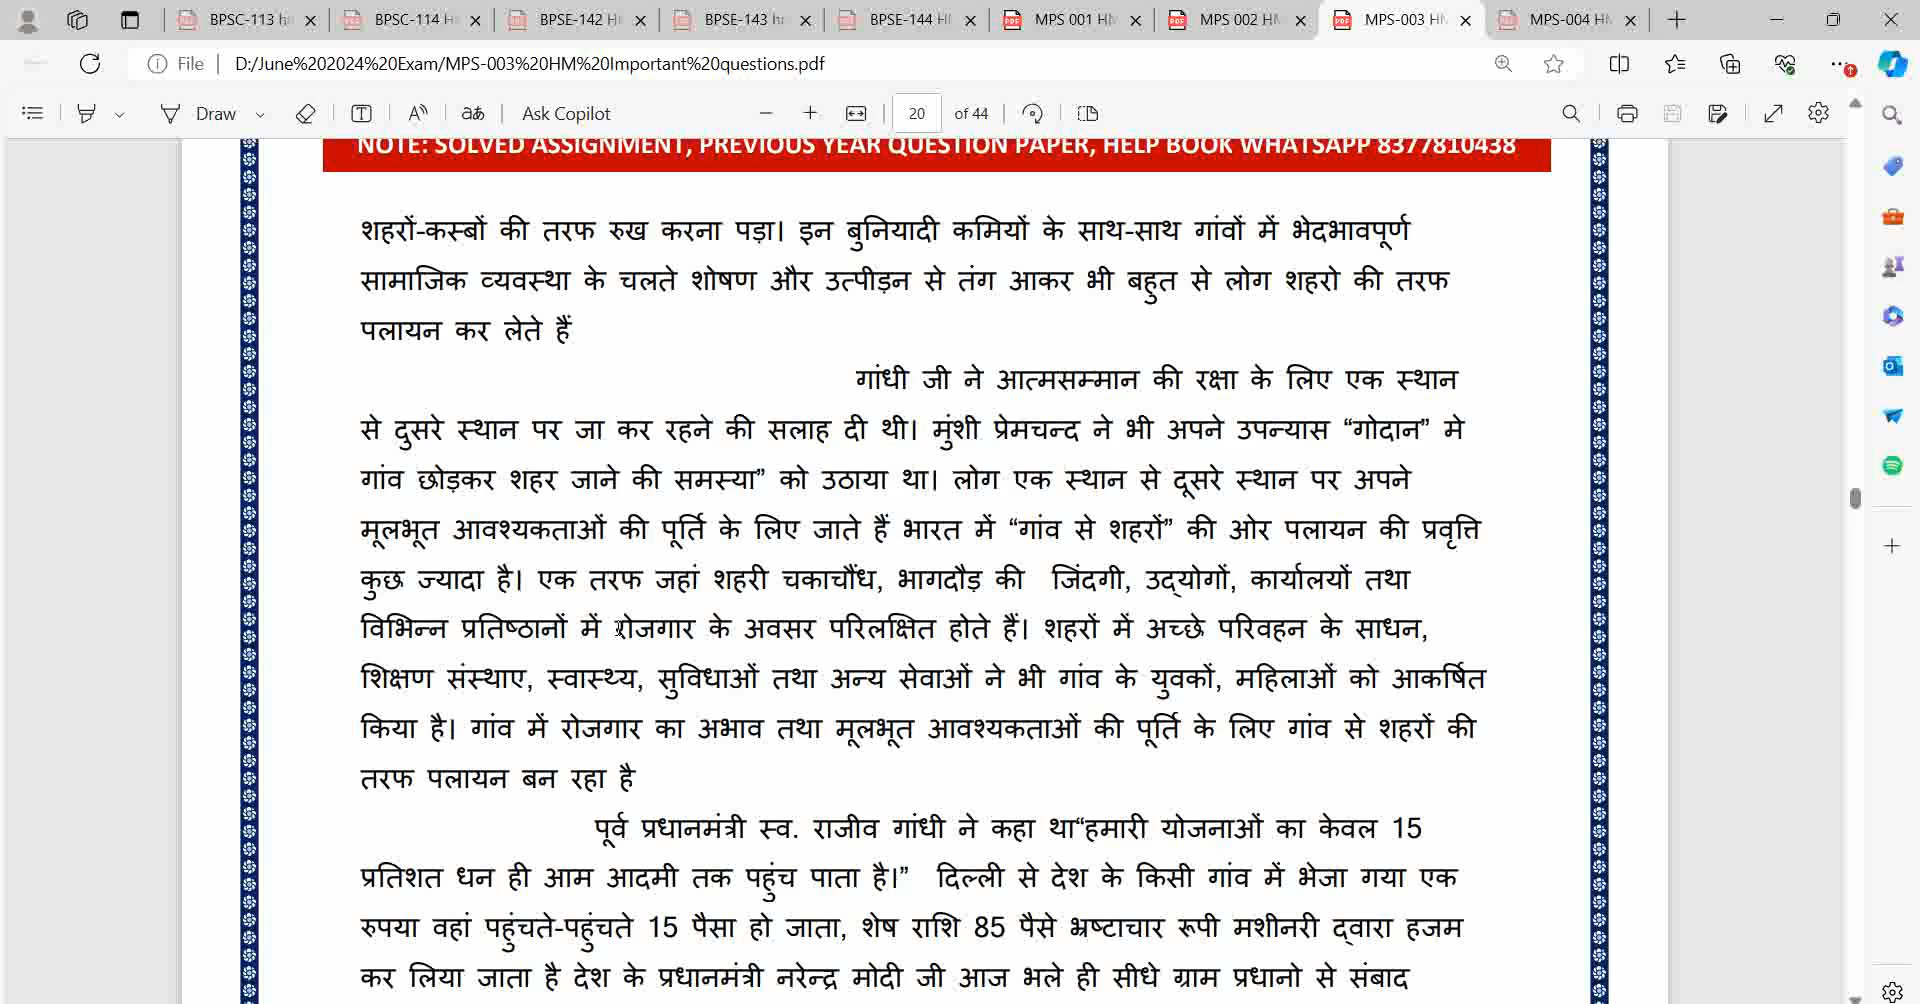 BPSC-113 h
BPSC-114 H
BPSE-142 H
BPSE-143 h
BPSE-144 H
MPS 001 HM
MPS 002 HM
MPS-003 HM
MPS-004 HM
File
D:/June%202024%20Exam/MPS-003%20HM%20Important%20questions.pdf
Draw
aあ
Ask Copilot
20 of 44
NOTE: SOLVED ASSIGNMENT, PREVIOUS YEAR QUESTION PAPER, HELP BOOK WHATSAPP 8377810438
शहरों-कस्बों की तरफ रुख करना पड़ा। इन बुनियादी कमियों के साथ-साथ गांवों में भेदभावपूर्ण
सामाजिक व्यवस्था के चलते शोषण और उत्पीड़न से तंग आकर भी बहुत से लोग शहरो की तरफ
पलायन कर लेते हैं
गांधी जी ने आत्मसम्मान की रक्षा के लिए एक स्थान
से दुसरे स्थान पर जा कर रहने की सलाह दी थी। मुंशी प्रेमचन्द ने भी अपने उपन्यास “गोदान” मे
गांव छोड़कर शहर जाने की समस्या” को उठाया था। लोग एक स्थान से दूसरे स्थान पर अपने
मूलभूत आवश्यकताओं की पूर्ति के लिए जाते हैं भारत में “गांव से शहरों” की ओर पलायन की प्रवृत्ति
कुछ ज्यादा है। एक तरफ जहां शहरी चकाचौंध, भागदौड़ की जिंदगी, उद्योगों, कार्यालयों तथा
विभिन्न प्रतिष्ठानों में रोजगार के अवसर परिलक्षित होते हैं। शहरों में अच्छे परिवहन के साधन,
शिक्षण संस्थाए, स्वास्थ्य, सुविधाओं तथा अन्य सेवाओं ने भी गांव के युवकों, महिलाओं को आकर्षित
किया है। गांव में रोजगार का अभाव तथा मूलभूत आवश्यकताओं की पूर्ति के लिए गांव से शहरों की
तरफ पलायन बन रहा है
पूर्व प्रधानमंत्री स्व. राजीव गांधी ने कहा था“हमारी योजनाओं का केवल 15
प्रतिशत धन ही आम आदमी तक पहुंच पाता है।” दिल्ली से देश के किसी गांव में भेजा गया एक
रुपया वहां पहुंचते-पहुंचते 15 पैसा हो जाता, शेष राशि 85 पैसे भ्रष्टाचार रूपी मशीनरी द्वारा हजम
कर लिया जाता है देश के प्रधानमंत्री नरेन्द्र मोदी जी आज भले ही सीधे ग्राम प्रधानो से संबाद